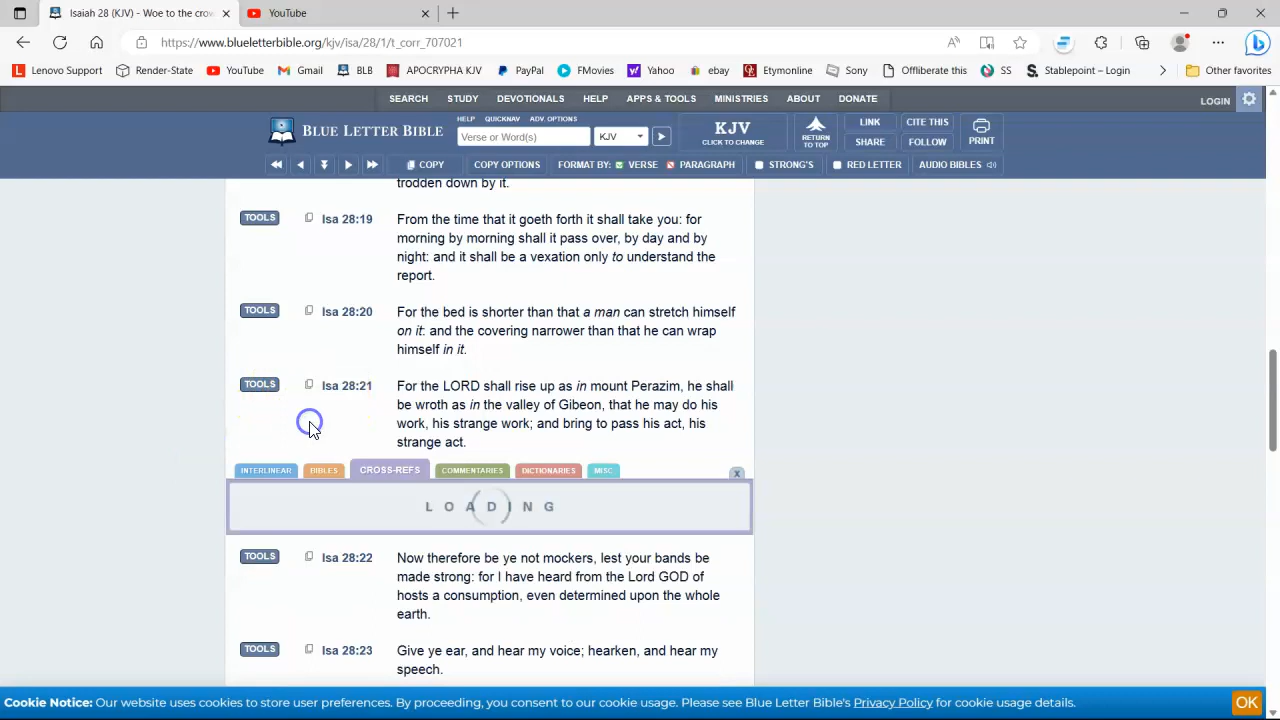 Isaiah 28 (KJV) - Woe to the crow
YouTube
https://www.blueletterbible.org/kjv/isa/28/1/t_corr_707021
Lenovo Support
Render-State
YouTube
Gmail
BLB
APOCRYPHA KJV
PayPal
FMovies
Yahoo
ebay
Etymonline
Sony
Offliberate this
SS
Stablepoint – Login
Other favorites
SEARCH STUDY DEVOTIONALS HELP APPS & TOOLS MINISTRIES ABOUT DONATE
LOGIN
BLUE LETTER BIBLE
HELP QUICKNAV ADV. OPTIONS
Verse or Word(s)
KJV
KJV
CLICK TO CHANGE
RETURN
TO TOP
LINK
CITE THIS
SHARE
FOLLOW
PRINT
COPY
COPY OPTIONS
FORMAT BY: VERSE PARAGRAPH
STRONG'S
RED LETTER
AUDIO BIBLES
trodden down by it.
TOOLS Isa 28:19 From the time that it goeth forth it shall take you: for
morning by morning shall it pass over, by day and by
night: and it shall be a vexation only to understand the
report.
TOOLS Isa 28:20 For the bed is shorter than that a man can stretch himself
on it: and the covering narrower than that he can wrap
himself in it.
TOOLS Isa 28:21 For the LORD shall rise up as in mount Perazim, he shall
be wroth as in the valley of Gibeon, that he may do his
work, his strange work; and bring to pass his act, his
strange act.
INTERLINEAR BIBLES CROSS-REFS COMMENTARIES DICTIONARIES MISC X
LOADING
TOOLS Isa 28:22 Now therefore be ye not mockers, lest your bands be
made strong: for I have heard from the Lord GOD of
hosts a consumption, even determined upon the whole
earth.
TOOLS Isa 28:23 Give ye ear, and hear my voice; hearken, and hear my
speech.
Cookie Notice: Our website uses cookies to store user preferences. By proceeding, you consent to our cookie usage. Please see Blue Letter Bible's Privacy Policy for cookie usage details.
OK